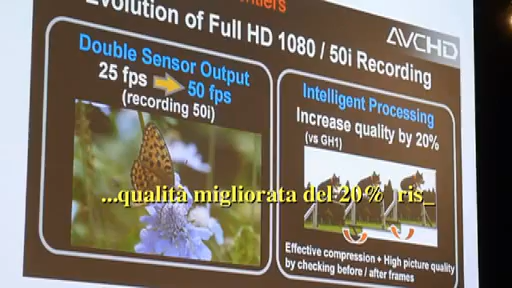 Evolution of Full HD 1080 / 50i Recording
AVCHD
Double Sensor Output
25 fps 50 fps
(recording 50i)
Intelligent Processing
Increase quality by 20%
(vs GH1)
...qualità migliorata del 20% ris_
Effective compression + High picture quality
by checking before / after frames